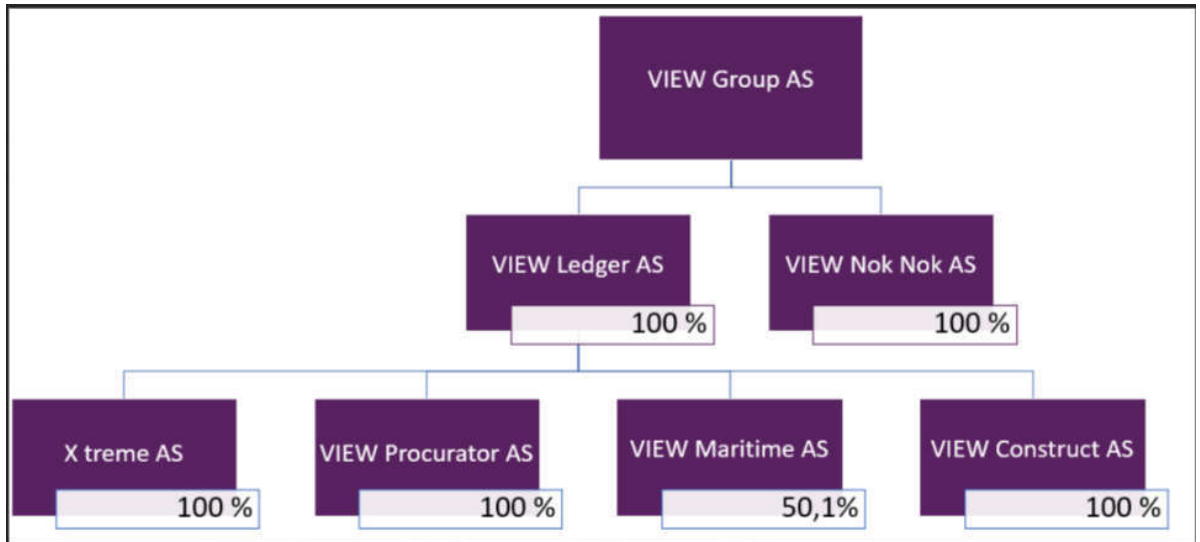 VIEW Group AS
VIEW Ledger AS
100 %
VIEW Nok Nok AS
100 %
X treme AS
100 %
VIEW Procurator AS
100 %
VIEW Maritime AS
50,1%
VIEW Construct AS
100 %